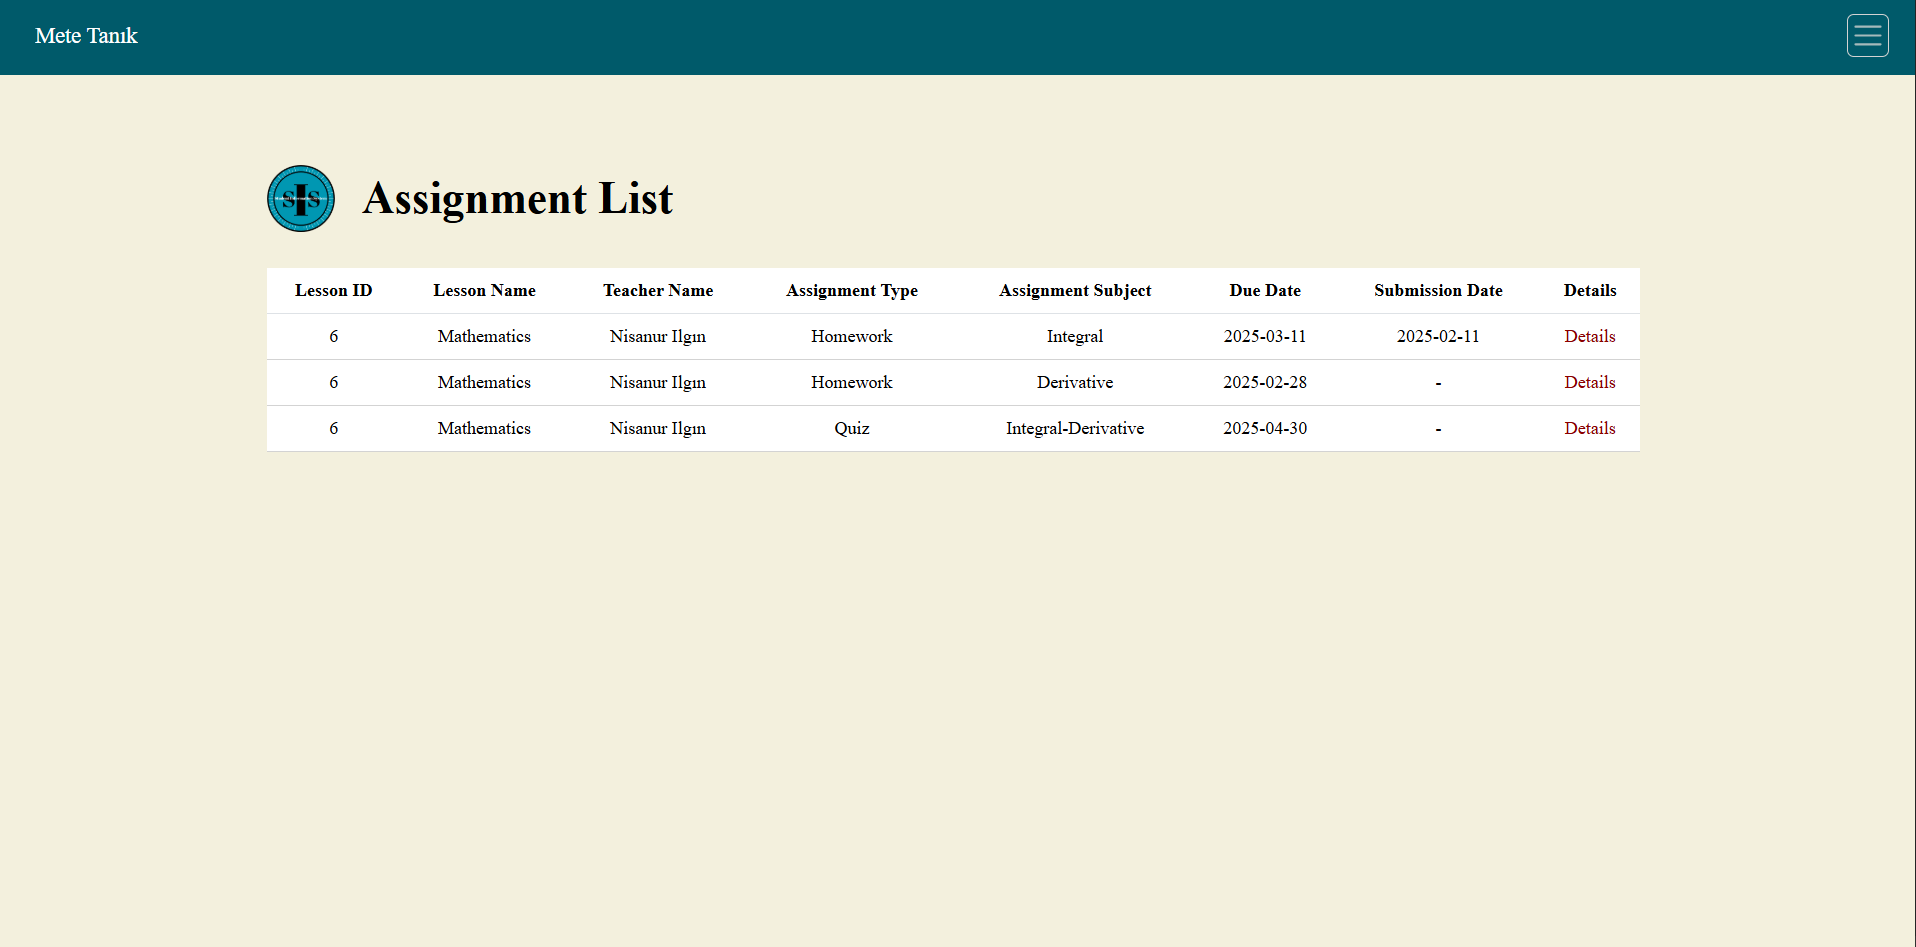 Mete Tanık
SIS
Assignment List
Lesson ID Lesson Name Teacher Name Assignment Type Assignment Subject Due Date Submission Date Details
6 Mathematics Nisanur Ilgın Homework Integral 2025-03-11 2025-02-11 Details
6 Mathematics Nisanur Ilgın Homework Derivative 2025-02-28 - Details
6 Mathematics Nisanur Ilgın Quiz Integral-Derivative 2025-04-30 - Details